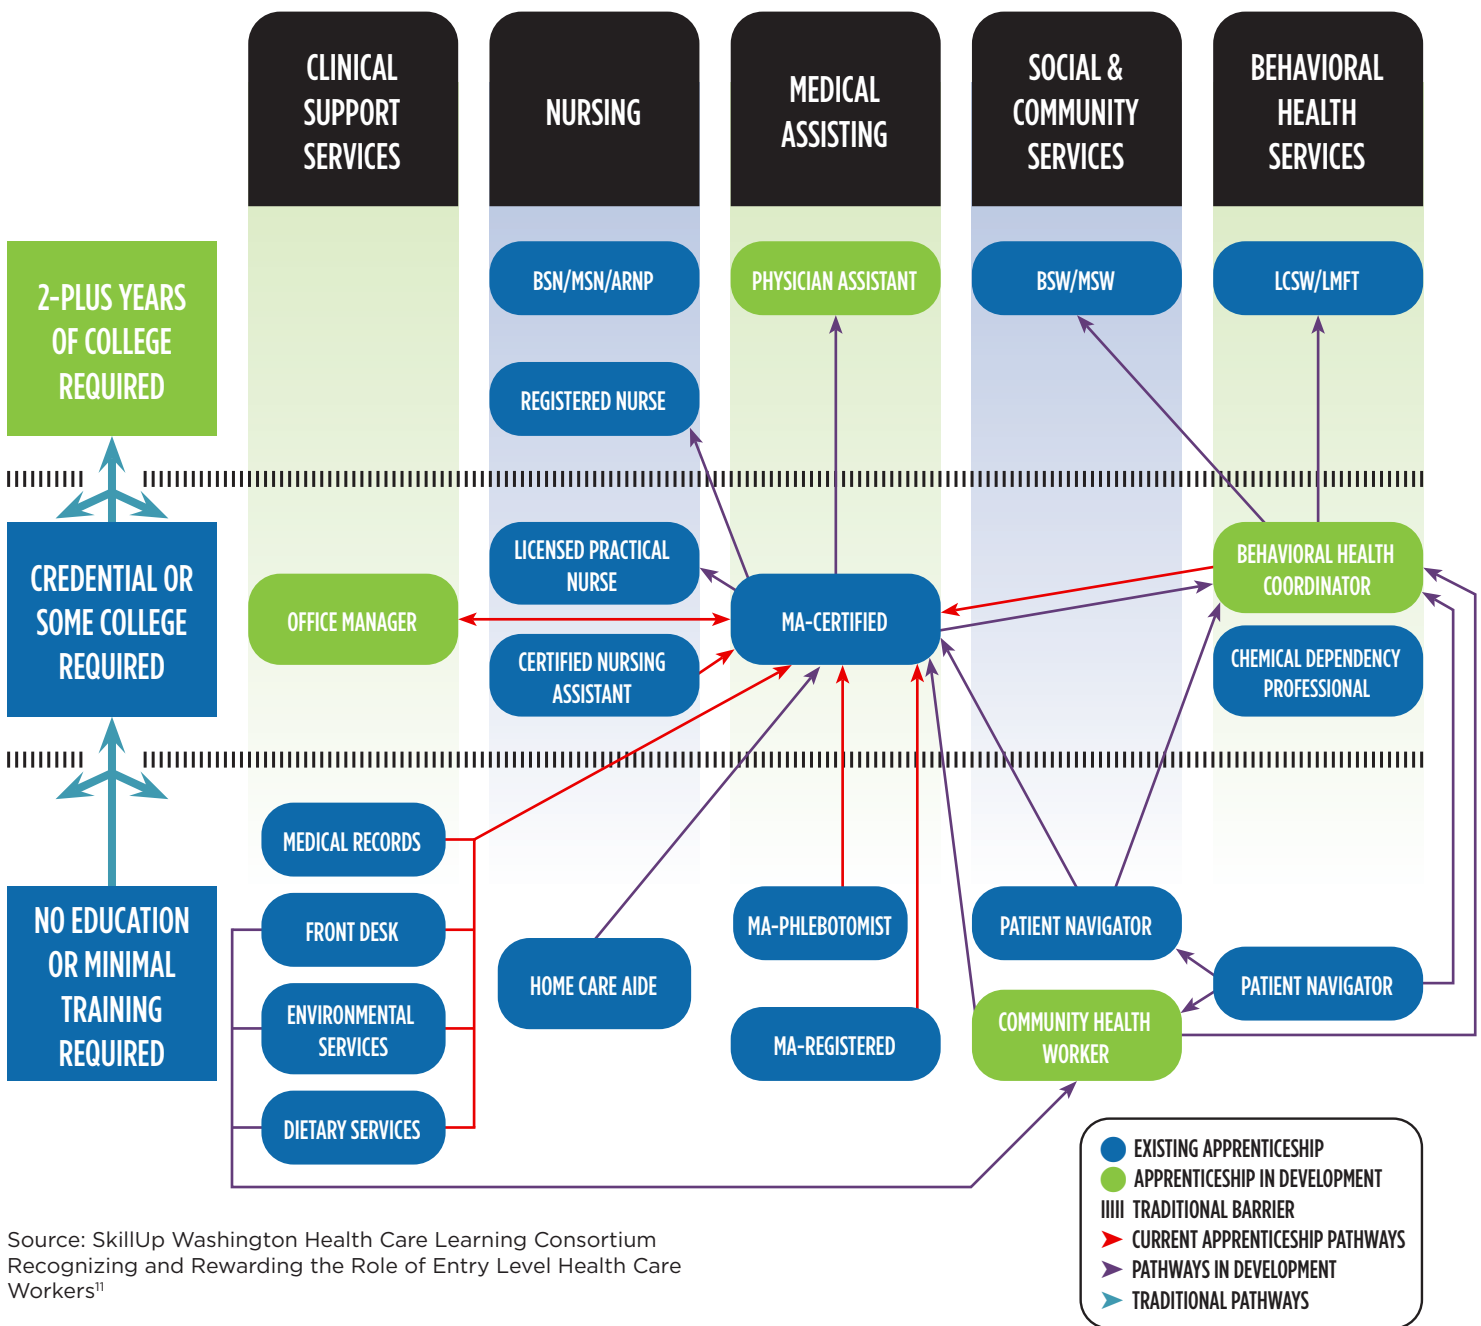 CLINICAL
SUPPORT
SERVICES
NURSING
MEDICAL
ASSISTING
SOCIAL &
COMMUNITY
SERVICES
BEHAVIORAL
HEALTH
SERVICES
2-PLUS YEARS
OF COLLEGE
REQUIRED
BSN/MSN/ARNP
PHYSICIAN ASSISTANT
BSW/MSW
LCSW/LMFT
REGISTERED NURSE
CREDENTIAL OR
SOME COLLEGE
REQUIRED
OFFICE MANAGER
LICENSED PRACTICAL
NURSE
CERTIFIED NURSING
ASSISTANT
MA-CERTIFIED
BEHAVIORAL HEALTH
COORDINATOR
CHEMICAL DEPENDENCY
PROFESSIONAL
NO EDUCATION
OR MINIMAL
TRAINING
REQUIRED
MEDICAL RECORDS
FRONT DESK
ENVIRONMENTAL
SERVICES
DIETARY SERVICES
HOME CARE AIDE
MA-PHLEBOTOMIST
MA-REGISTERED
PATIENT NAVIGATOR
COMMUNITY HEALTH
WORKER
PATIENT NAVIGATOR
EXISTING APPRENTICESHIP
APPRENTICESHIP IN DEVELOPMENT
TRADITIONAL BARRIER
CURRENT APPRENTICESHIP PATHWAYS
PATHWAYS IN DEVELOPMENT
TRADITIONAL PATHWAYS
Source: SkillUp Washington Health Care Learning Consortium
Recognizing and Rewarding the Role of Entry Level Health Care
Workers¹¹